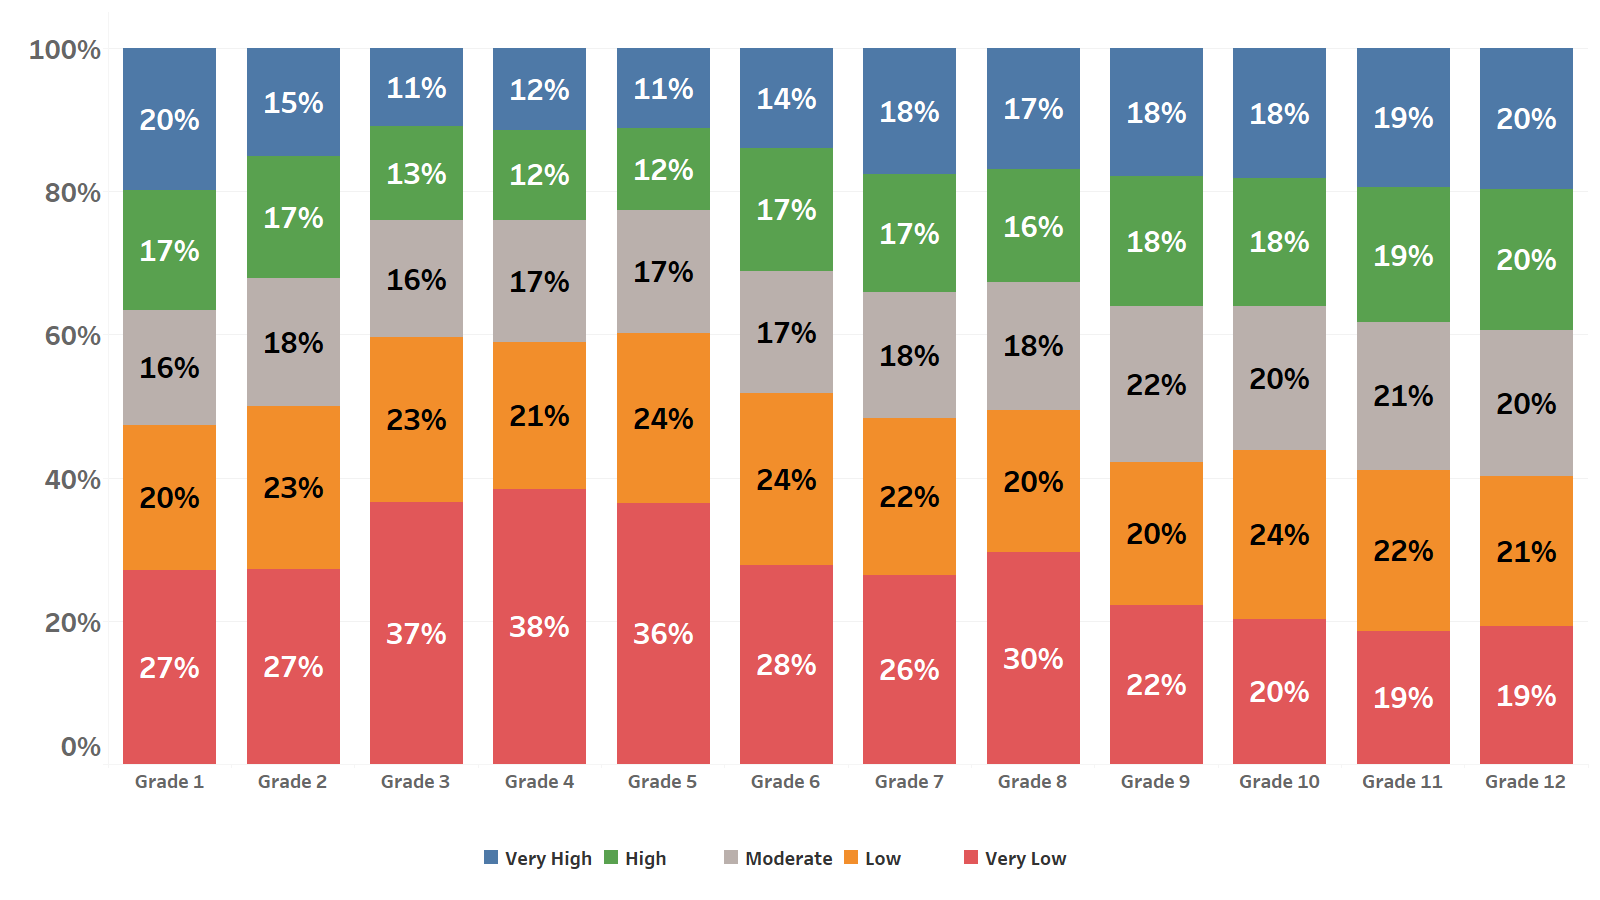 100%
80%
60%
40%
20%
0%
20% 15% 11% 12% 11% 14% 18% 17% 18% 18% 19% 20%
17% 17% 13% 12% 12% 17% 17% 16% 18% 18% 19% 20%
16% 18% 16% 17% 17% 17% 18% 18% 22% 20% 21% 20%
20% 23% 23% 21% 24% 24% 22% 20% 20% 24% 22% 21%
27% 27% 37% 38% 36% 28% 26% 30% 22% 20% 19% 19%
Grade 1 Grade 2 Grade 3 Grade 4 Grade 5 Grade 6 Grade 7 Grade 8 Grade 9 Grade 10 Grade 11 Grade 12
Very High High Moderate Low Very Low